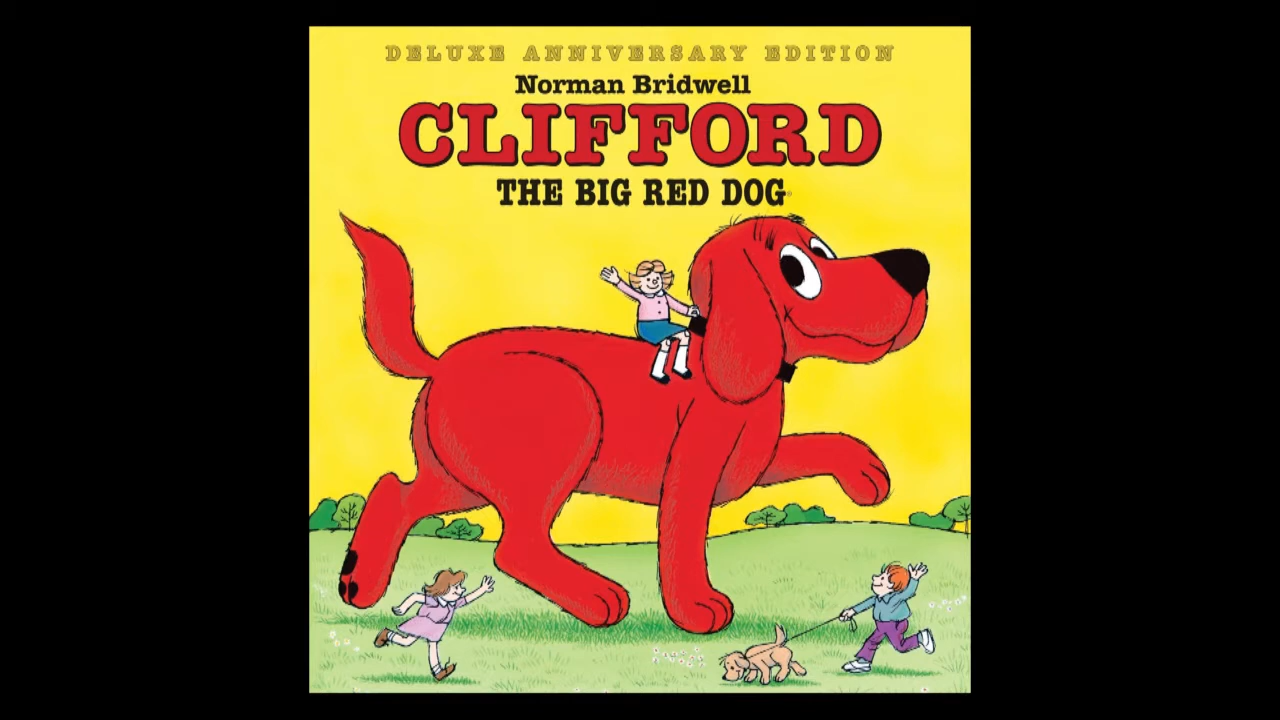 DELUXE ANNIVERSARY EDITION
Norman Bridwell
CLIFFORD
THE BIG RED DOG®